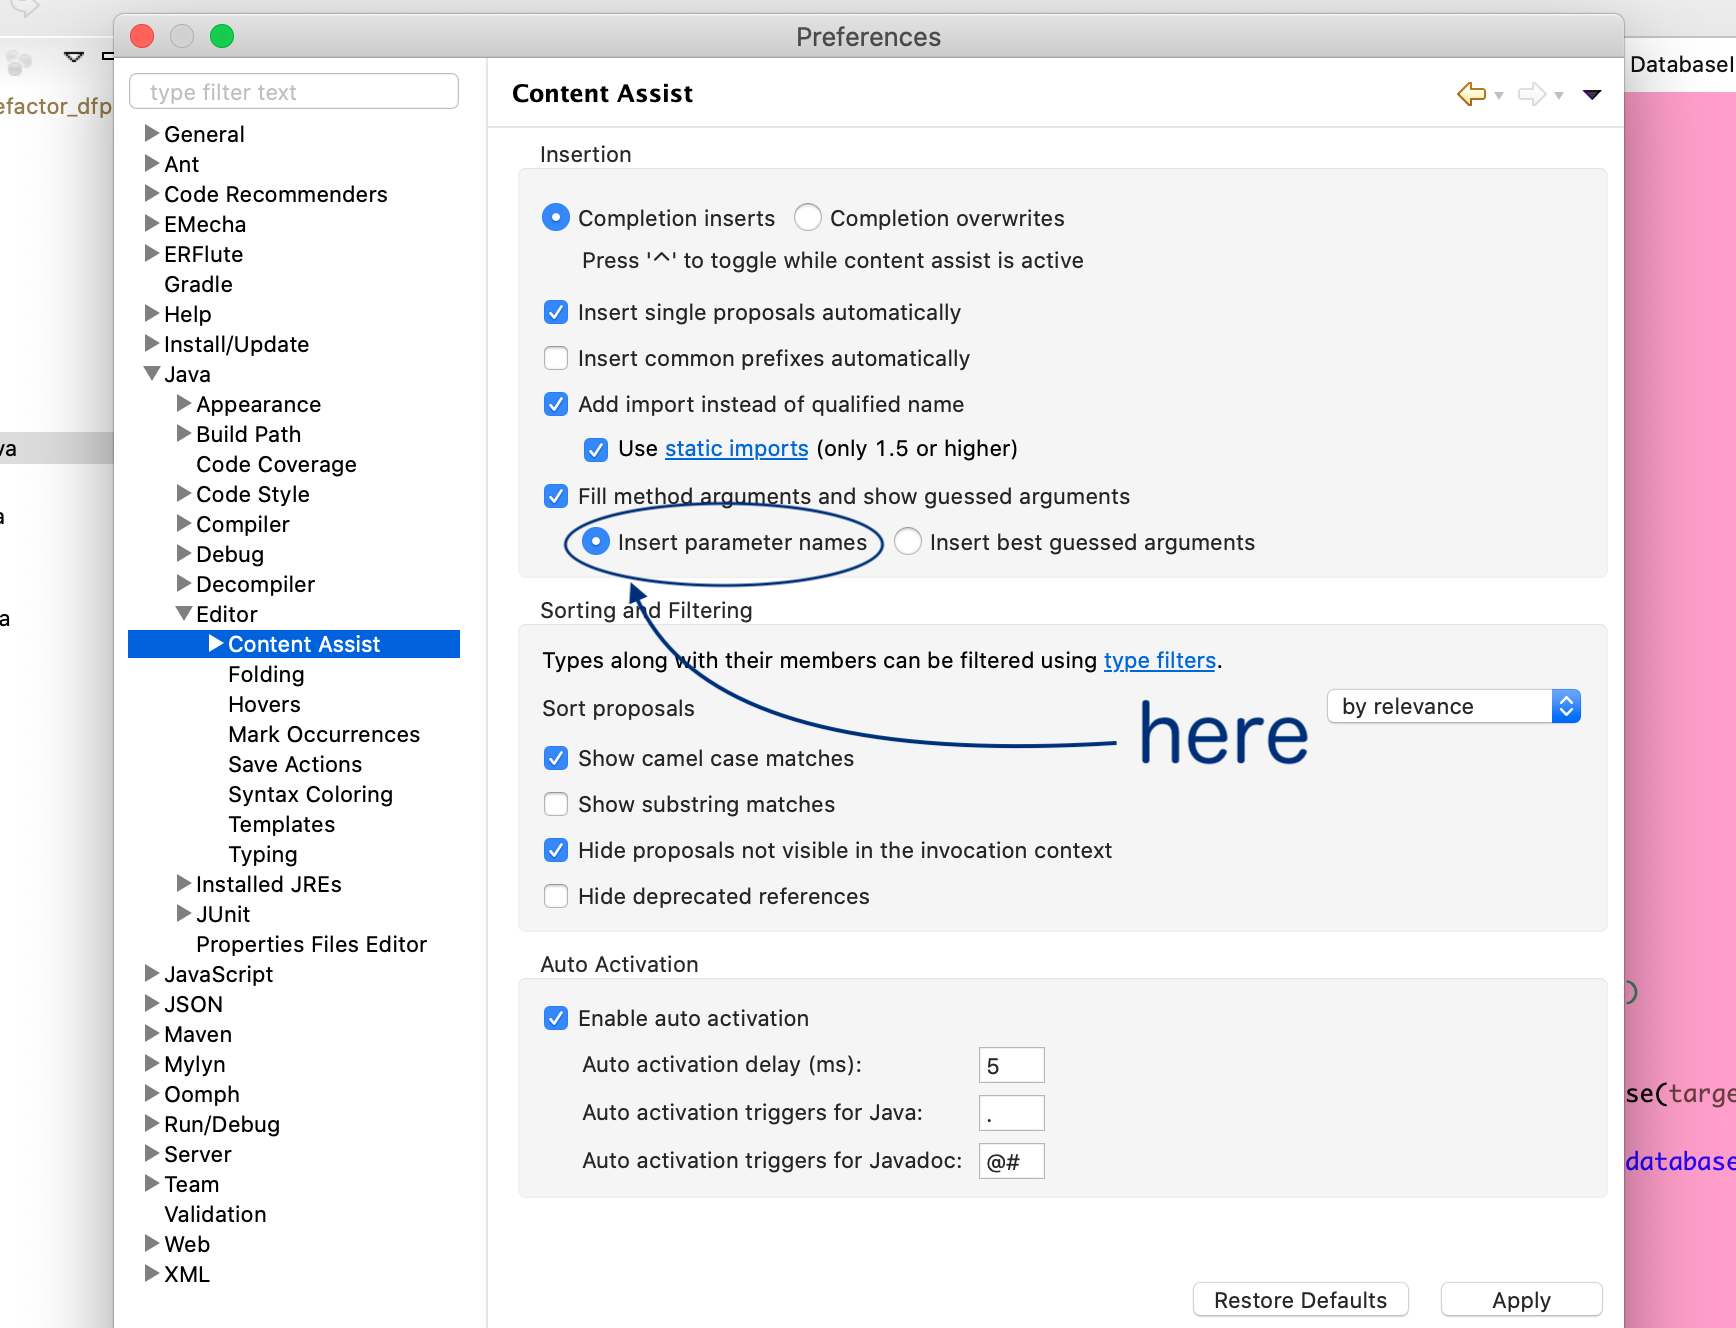 Preferences
DatabaseI
efactor_dfp
type filter text
Content Assist
General
Ant
Code Recommenders
EMecha
ERFlute
Gradle
Help
Install/Update
Java
Appearance
Build Path
Code Coverage
Code Style
Compiler
Debug
Decompiler
Editor
Content Assist
Folding
Hovers
Mark Occurrences
Save Actions
Syntax Coloring
Templates
Typing
Installed JREs
JUnit
Properties Files Editor
JavaScript
JSON
Maven
Mylyn
Oomph
Run/Debug
Server
Team
Validation
Web
XML
va
a
a
Insertion
Completion inserts Completion overwrites
Press '^' to toggle while content assist is active
Insert single proposals automatically
Insert common prefixes automatically
Add import instead of qualified name
Use static imports (only 1.5 or higher)
Fill method arguments and show guessed arguments
Insert parameter names Insert best guessed arguments
Sorting and Filtering
Types along with their members can be filtered using type filters.
Sort proposals by relevance
here
Show camel case matches
Show substring matches
Hide proposals not visible in the invocation context
Hide deprecated references
Auto Activation
Enable auto activation
Auto activation delay (ms): 5
Auto activation triggers for Java: .
Auto activation triggers for Javadoc: @#
Restore Defaults Apply
)
se(targe
database